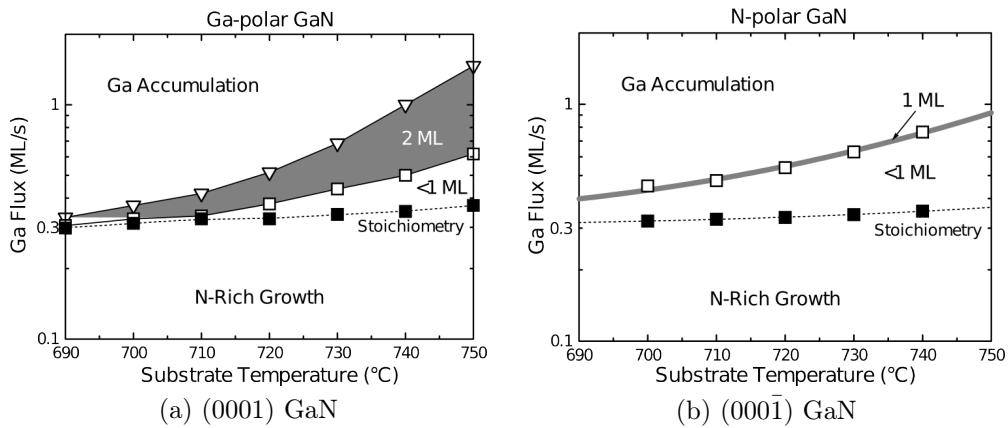 Ga-polar GaN
Ga Flux (ML/s)
1
0.3
0.1
Ga Accumulation
2 ML
<1 ML
Stoichiometry
N-Rich Growth
690 700 710 720 730 740 750
Substrate Temperature (°C)
(a) (0001) GaN
N-polar GaN
Ga Flux (ML/s)
1
0.3
0.1
Ga Accumulation
1 ML
<1 ML
Stoichiometry
N-Rich Growth
690 700 710 720 730 740 750
Substrate Temperature (°C)
(b) (0001̄) GaN